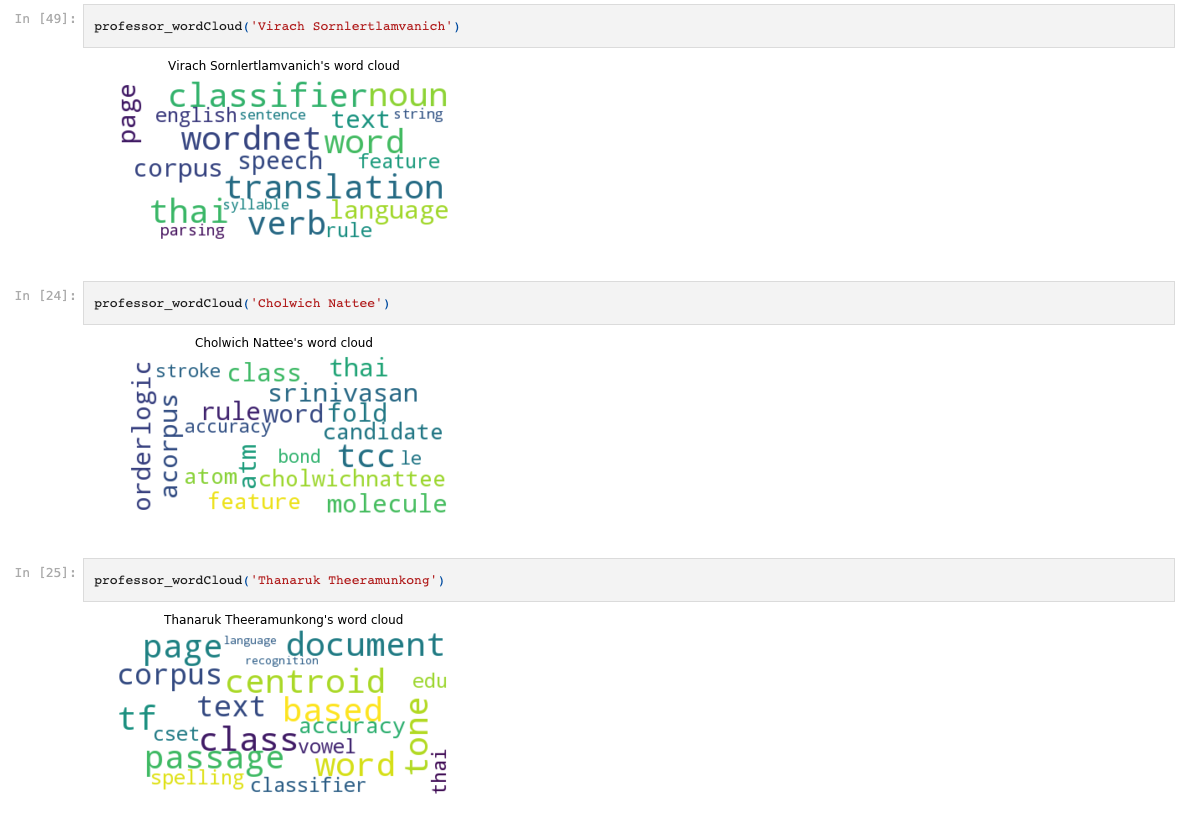 In [49]: professor_wordCloud('Virach Sornlertlamvanich')
Virach Sornlertlamvanich's word cloud
page
classifier noun
english sentence text string
wordnet word
corpus speech feature
translation
thai syllable language
parsing verb rule
In [24]: professor_wordCloud('Cholwich Nattee')
Cholwich Nattee's word cloud
orderlogic
stroke class thai
acorpus
srinivasan
rule word fold
accuracy candidate
atm
bond tcc le
atom cholwichnattee
feature molecule
In [25]: professor_wordCloud('Thanaruk Theeramunkong')
Thanaruk Theeramunkong's word cloud
page language document
recognition
corpus centroid edu
text based
tf
tone
cset class accuracy
vowel
passage word
thai
spelling classifier